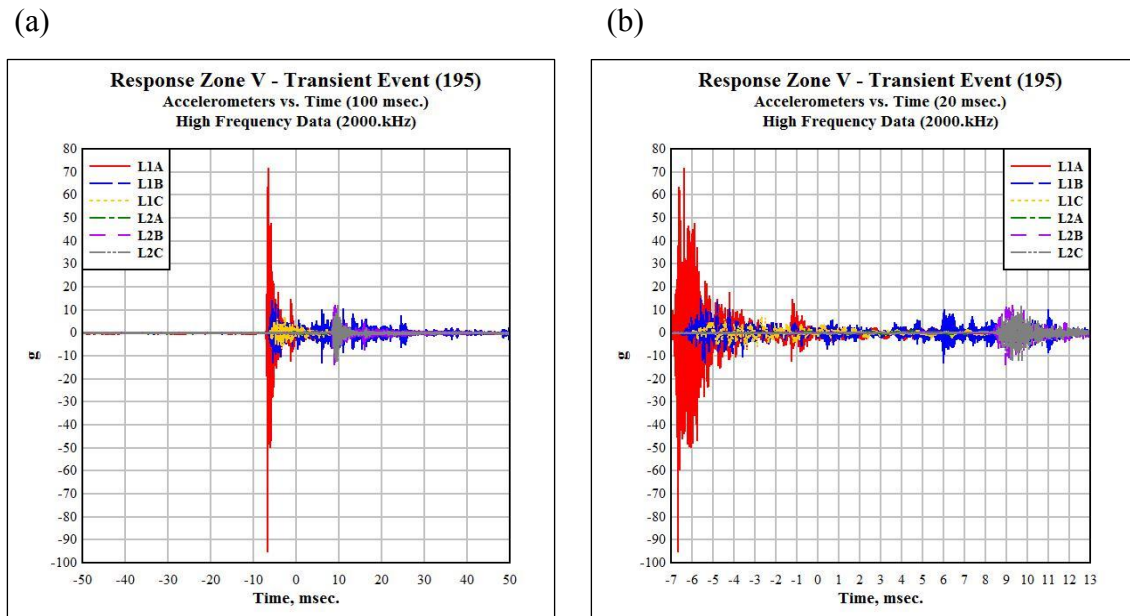 (a)
Response Zone V - Transient Event (195)
Accelerometers vs. Time (100 msec.)
High Frequency Data (2000.kHz)
80
70
60
50
40
30
20
10
0
-10
-20
-30
-40
-50
-60
-70
-80
-90
-100
g
L1A
L1B
L1C
L2A
L2B
L2C
-50 -40 -30 -20 -10 0 10 20 30 40 50
Time, msec.
(b)
Response Zone V - Transient Event (195)
Accelerometers vs. Time (20 msec.)
High Frequency Data (2000.kHz)
80
70
60
50
40
30
20
10
0
-10
-20
-30
-40
-50
-60
-70
-80
-90
-100
g
L1A
L1B
L1C
L2A
L2B
L2C
-7 -6 -5 -4 -3 -2 -1 0 1 2 3 4 5 6 7 8 9 10 11 12 13
Time, msec.